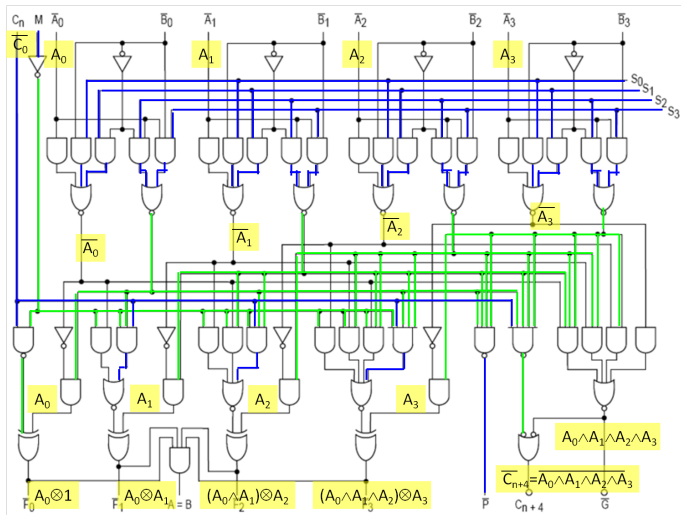 Cn M A̅0 B̅0 A̅1 B̅1 A̅2 B̅2 A̅3 B̅3
C̅0̅ A0 A1 A2 A3
S0
S1
S2
S3
A̅0̅ A̅1̅ A̅2̅ A̅3̅
A0 A1 A2 A3
A0∧A1∧A2∧A3
C̅n̅+̅4̅=A̅0̅∧̅A̅1̅∧̅A̅2̅∧̅A̅3̅
A0⊗1 A0⊗A1 (A0∧A1)⊗A2 (A0∧A1∧A2)⊗A3
F̅0 F̅1 A = B F2 F3 P̅ Cn + 4 G̅